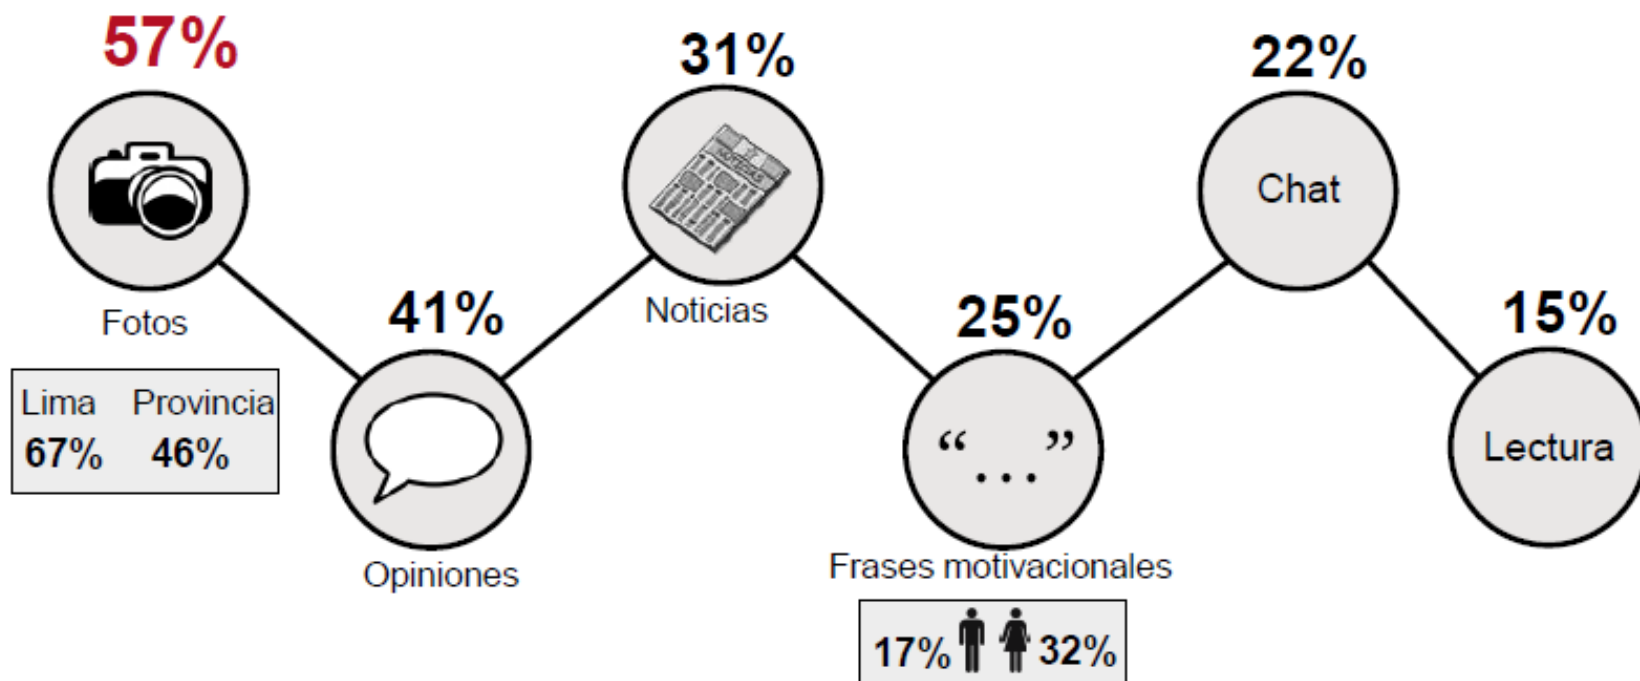 57%
Fotos
Lima Provincia
67% 46%
41%
Opiniones
31%
NOTICIAS
Noticias
25%
“...”
Frases motivacionales
17% 32%
22%
Chat
15%
Lectura